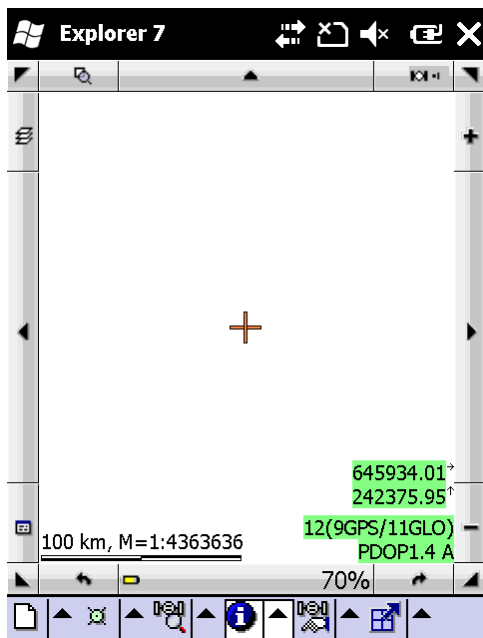 Explorer 7
645934.01
242375.95
12(9GPS/11GLO)
100 km, M=1:4363636
PDOP1.4 A
70%